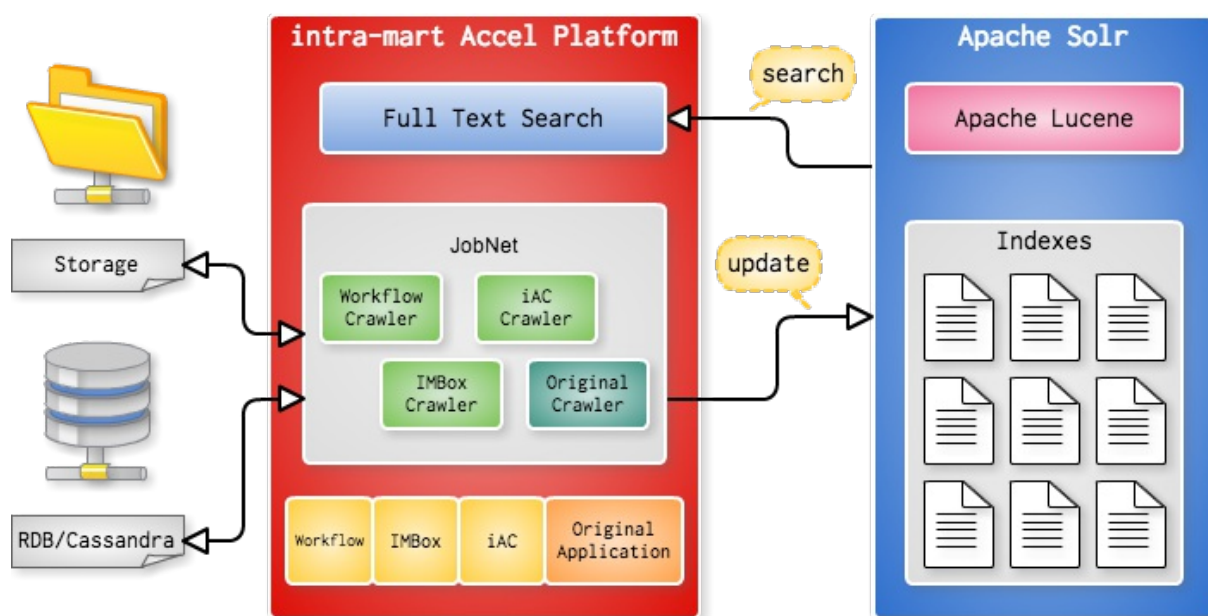 intra-mart Accel Platform
Apache Solr
search
Full Text Search
Apache Lucene
Storage
JobNet
Workflow
Crawler
iAC
Crawler
IMBox
Crawler
Original
Crawler
update
Indexes
RDB/Cassandra
Workflow
IMBox
iAC
Original
Application